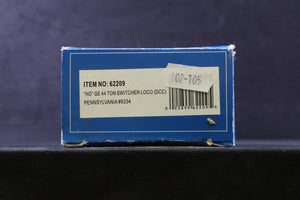 ITEM NO: 62209
"HO" GE 44 TON SWITCHER LOCO (DCC)
PENNSYLVANIA #9334